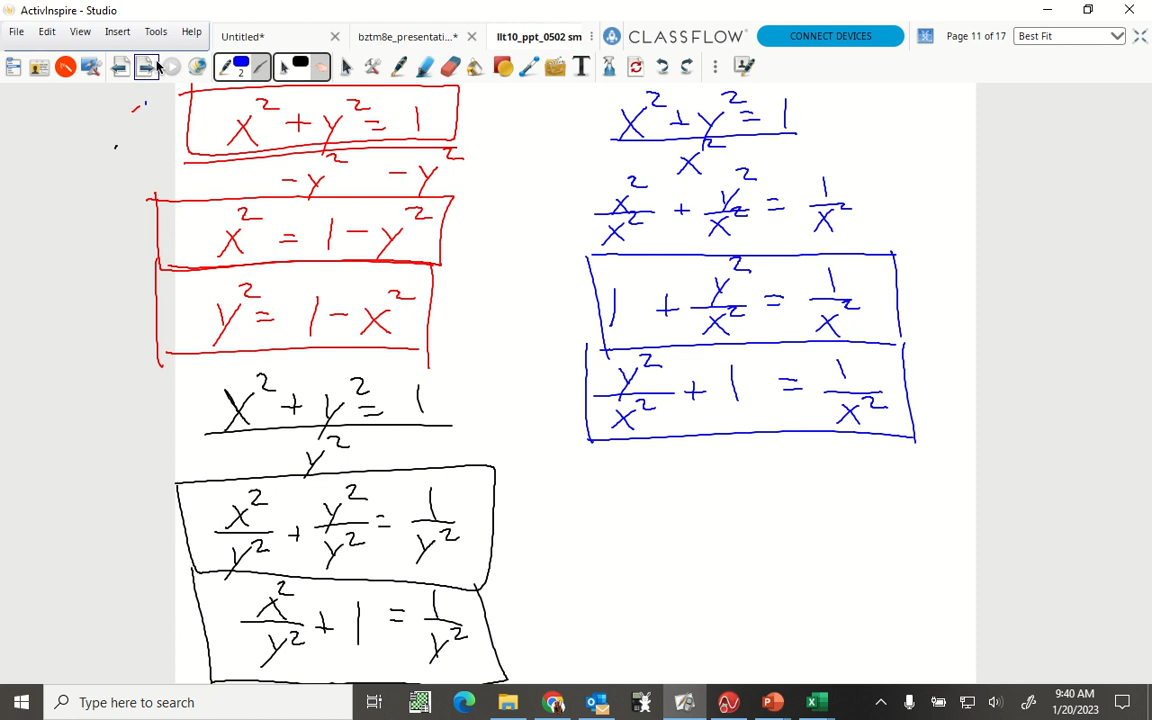 ActivInspire - Studio
File Edit View Insert Tools Help
Untitled*
bztm8e_presentation...*
llt10_ppt_0502 sm
CLASSFLOW
CONNECT DEVICES
Page 11 of 17
Best Fit
2
x² + y² = 1
- y² - y²
x² = 1 - y²
y² = 1 - x²
x² + y² = 1
y²
x²/y² + y²/y² = 1/y²
x²/y² + 1 = 1/y²
x² + y² = 1
x²
x²/x² + y²/x² = 1/x²
1 + y²/x² = 1/x²
y²/x² + 1 = 1/x²
Type here to search
9:40 AM
1/20/2023